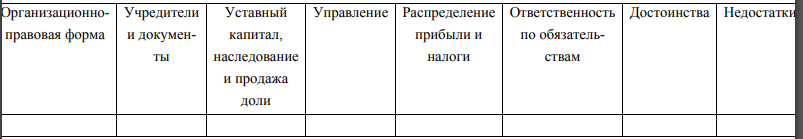 Организационно-
правовая форма
Учредители
и докумен-
ты
Уставный
капитал,
наследование
и продажа
доли
Управление
Распределение
прибыли и
налоги
Ответственность
по обязатель-
ствам
Достоинства
Недостатки